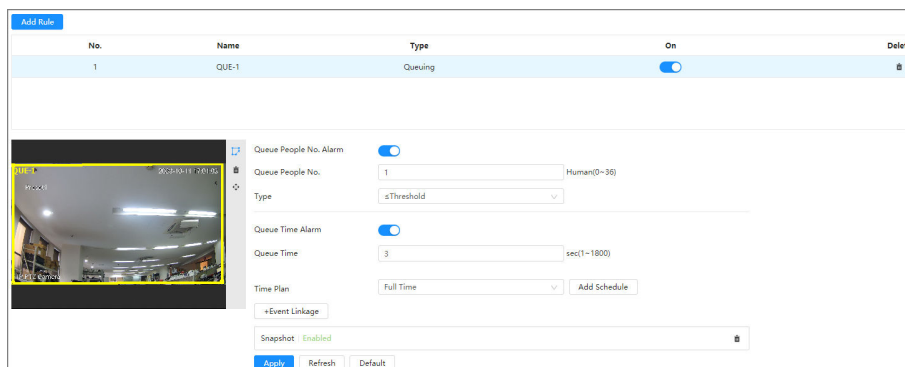 Add Rule
No. Name Type On Delet
1 QUE-1 Queuing
QUE-1
Queue People No. Alarm
Queue People No. 1 Human(0~36)
Type ≤Threshold
Queue Time Alarm
Queue Time 3 sec(1~1800)
Time Plan Full Time Add Schedule
+Event Linkage
Snapshot Enabled
Apply Refresh Default